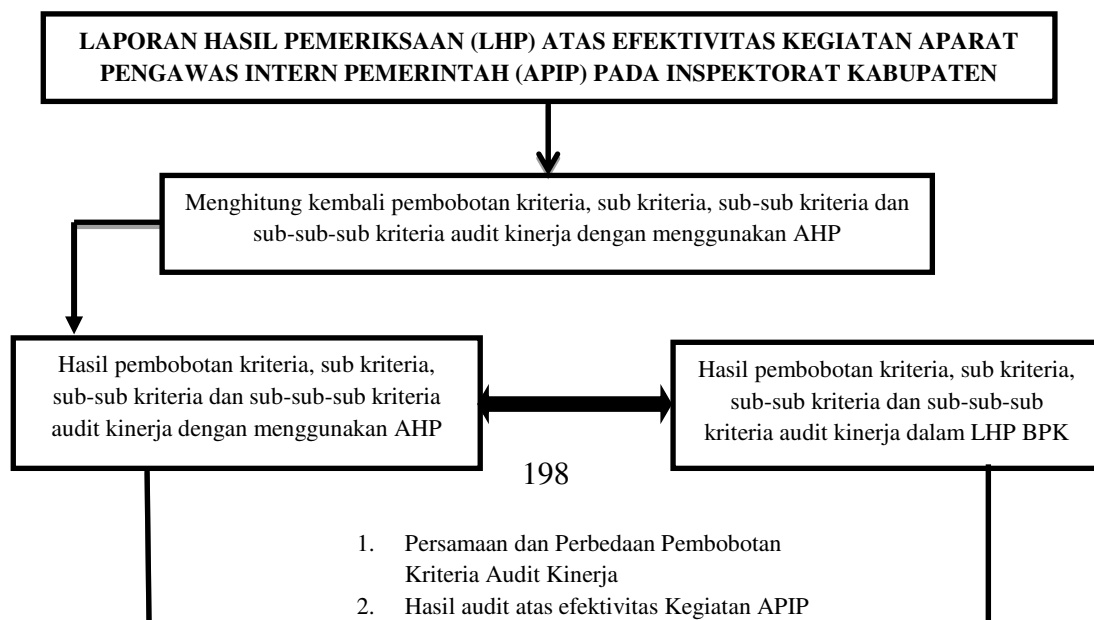 LAPORAN HASIL PEMERIKSAAN (LHP) ATAS EFEKTIVITAS KEGIATAN APARAT
PENGAWAS INTERN PEMERINTAH (APIP) PADA INSPEKTORAT KABUPATEN
Menghitung kembali pembobotan kriteria, sub kriteria, sub-sub kriteria dan
sub-sub-sub kriteria audit kinerja dengan menggunakan AHP
Hasil pembobotan kriteria, sub kriteria,
sub-sub kriteria dan sub-sub-sub kriteria
audit kinerja dengan menggunakan AHP
Hasil pembobotan kriteria, sub kriteria,
sub-sub kriteria dan sub-sub-sub
kriteria audit kinerja dalam LHP BPK
198
1. Persamaan dan Perbedaan Pembobotan
Kriteria Audit Kinerja
2. Hasil audit atas efektivitas Kegiatan APIP